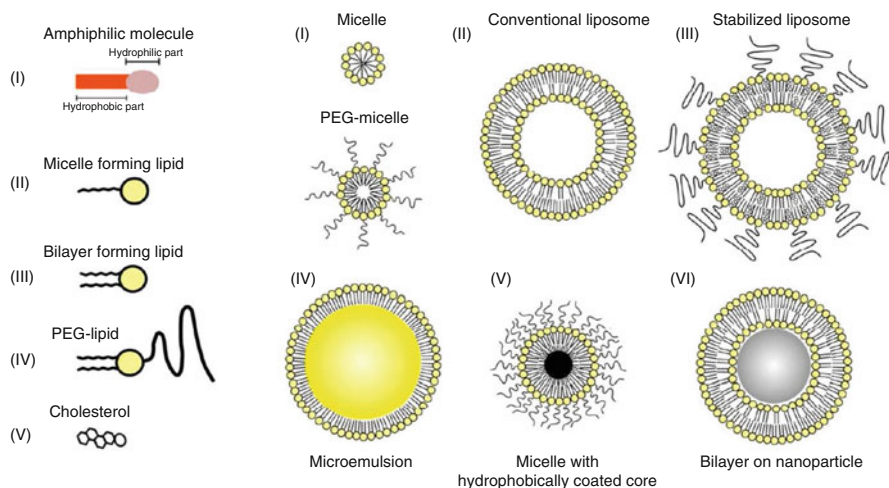 Amphiphilic molecule
Hydrophilic part
(I)
Hydrophobic part
Micelle forming lipid
(II)
Bilayer forming lipid
(III)
PEG-lipid
(IV)
Cholesterol
(V)
Micelle
(I)
PEG-micelle
Conventional liposome
(II)
Stabilized liposome
(III)
(IV)
Microemulsion
(V)
Micelle with
hydrophobically coated core
(VI)
Bilayer on nanoparticle